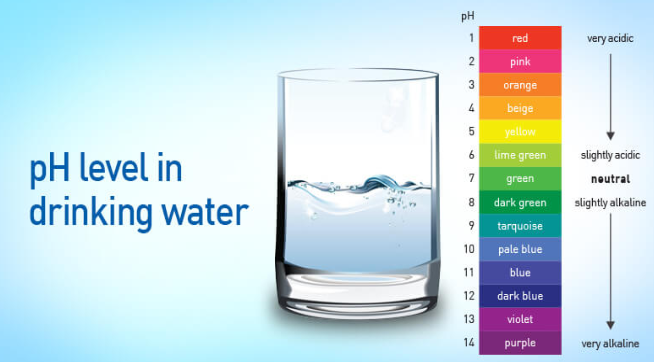 pH level in
drinking water
pH
1 red very acidic
2 pink
3 orange
4 beige
5 yellow
6 lime green slightly acidic
7 green neutral
8 dark green slightly alkaline
9 tarquoise
10 pale blue
11 blue
12 dark blue
13 violet
14 purple very alkaline